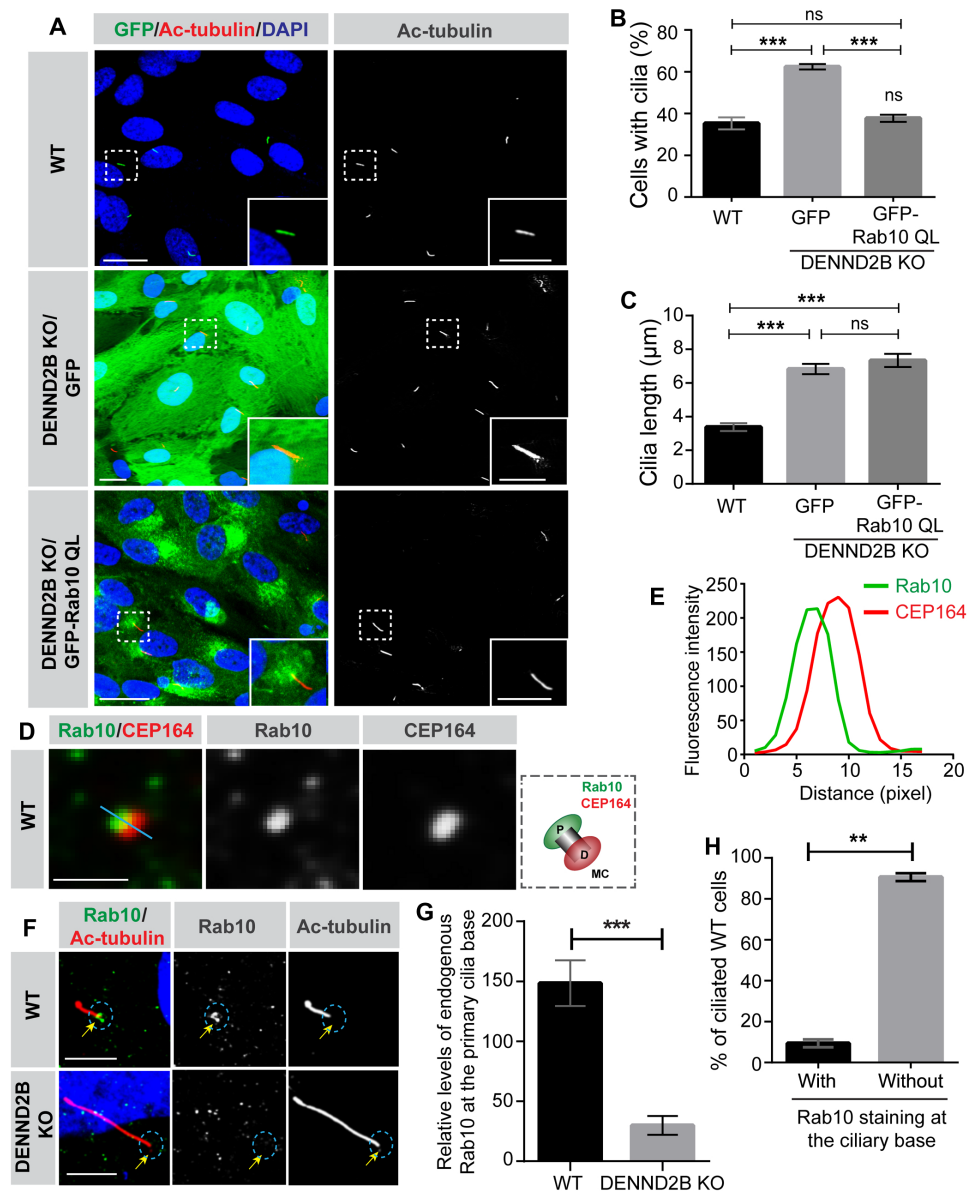 A
GFP/Ac-tubulin/DAPI
Ac-tubulin
WT
DENND2B KO/
GFP
DENND2B KO/
GFP-Rab10 QL
B
Cells with cilia (%)
80
60
40
20
0
ns
***
***
ns
WT
GFP
GFP-
Rab10 QL
DENND2B KO
C
Cilia length (μm)
10
8
6
4
2
0
***
***
ns
WT
GFP
GFP-
Rab10 QL
DENND2B KO
D
Rab10/CEP164
Rab10
CEP164
WT
Rab10
CEP164
P
D
MC
E
Fluorescence intensity
250
200
150
100
50
0
Rab10
CEP164
0
5
10
15
20
Distance (pixel)
F
Rab10/
Ac-tubulin
Rab10
Ac-tubulin
WT
DENND2B
KO
G
Relative levels of endogenous
Rab10 at the primary cilia base
200
150
100
50
0
***
WT
DENND2B KO
H
% of ciliated WT cells
100
80
60
40
20
0
**
With
Without
Rab10 staining at
the ciliary base